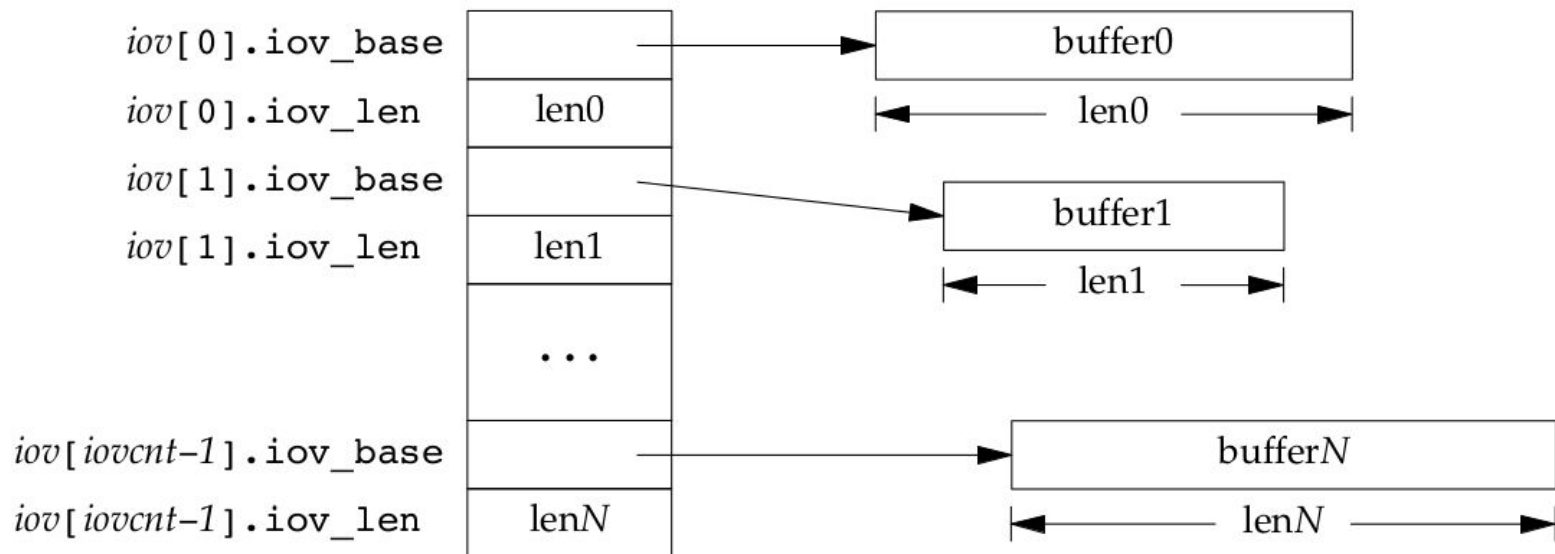 iov[0].iov_base buffer0
iov[0].iov_len len0 len0
iov[1].iov_base buffer1
iov[1].iov_len len1 len1
...
iov[iovcnt–1].iov_base bufferN
iov[iovcnt–1].iov_len lenN lenN